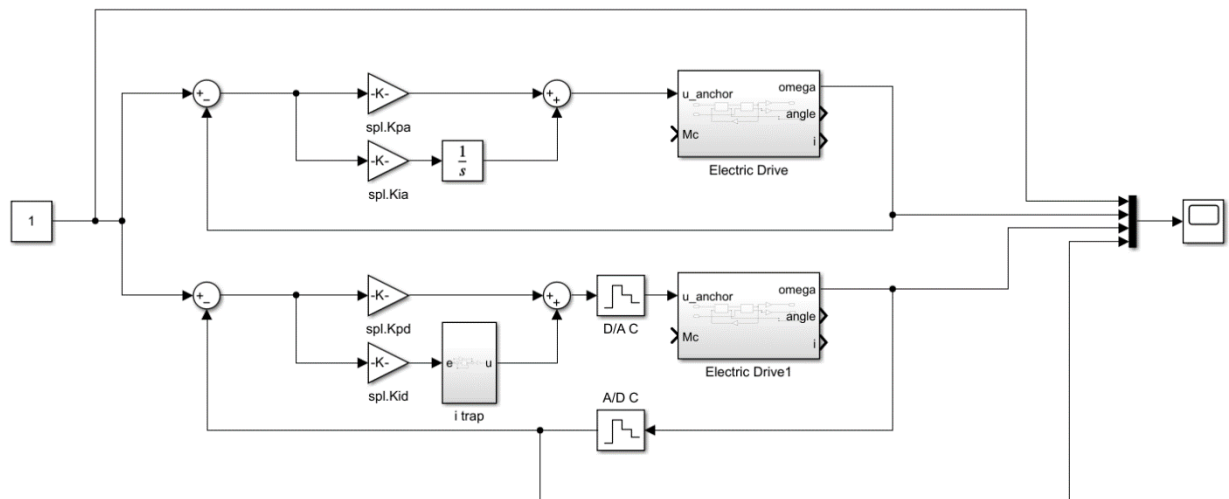 -K-
spl.Kpa
-K-
1
s
spl.Kia
u_anchor
omega
angle
Mc
i
Electric Drive
1
-K-
spl.Kpd
D/A C
-K-
e
u
spl.Kid
i trap
u_anchor
omega
angle
Mc
i
Electric Drive1
A/D C